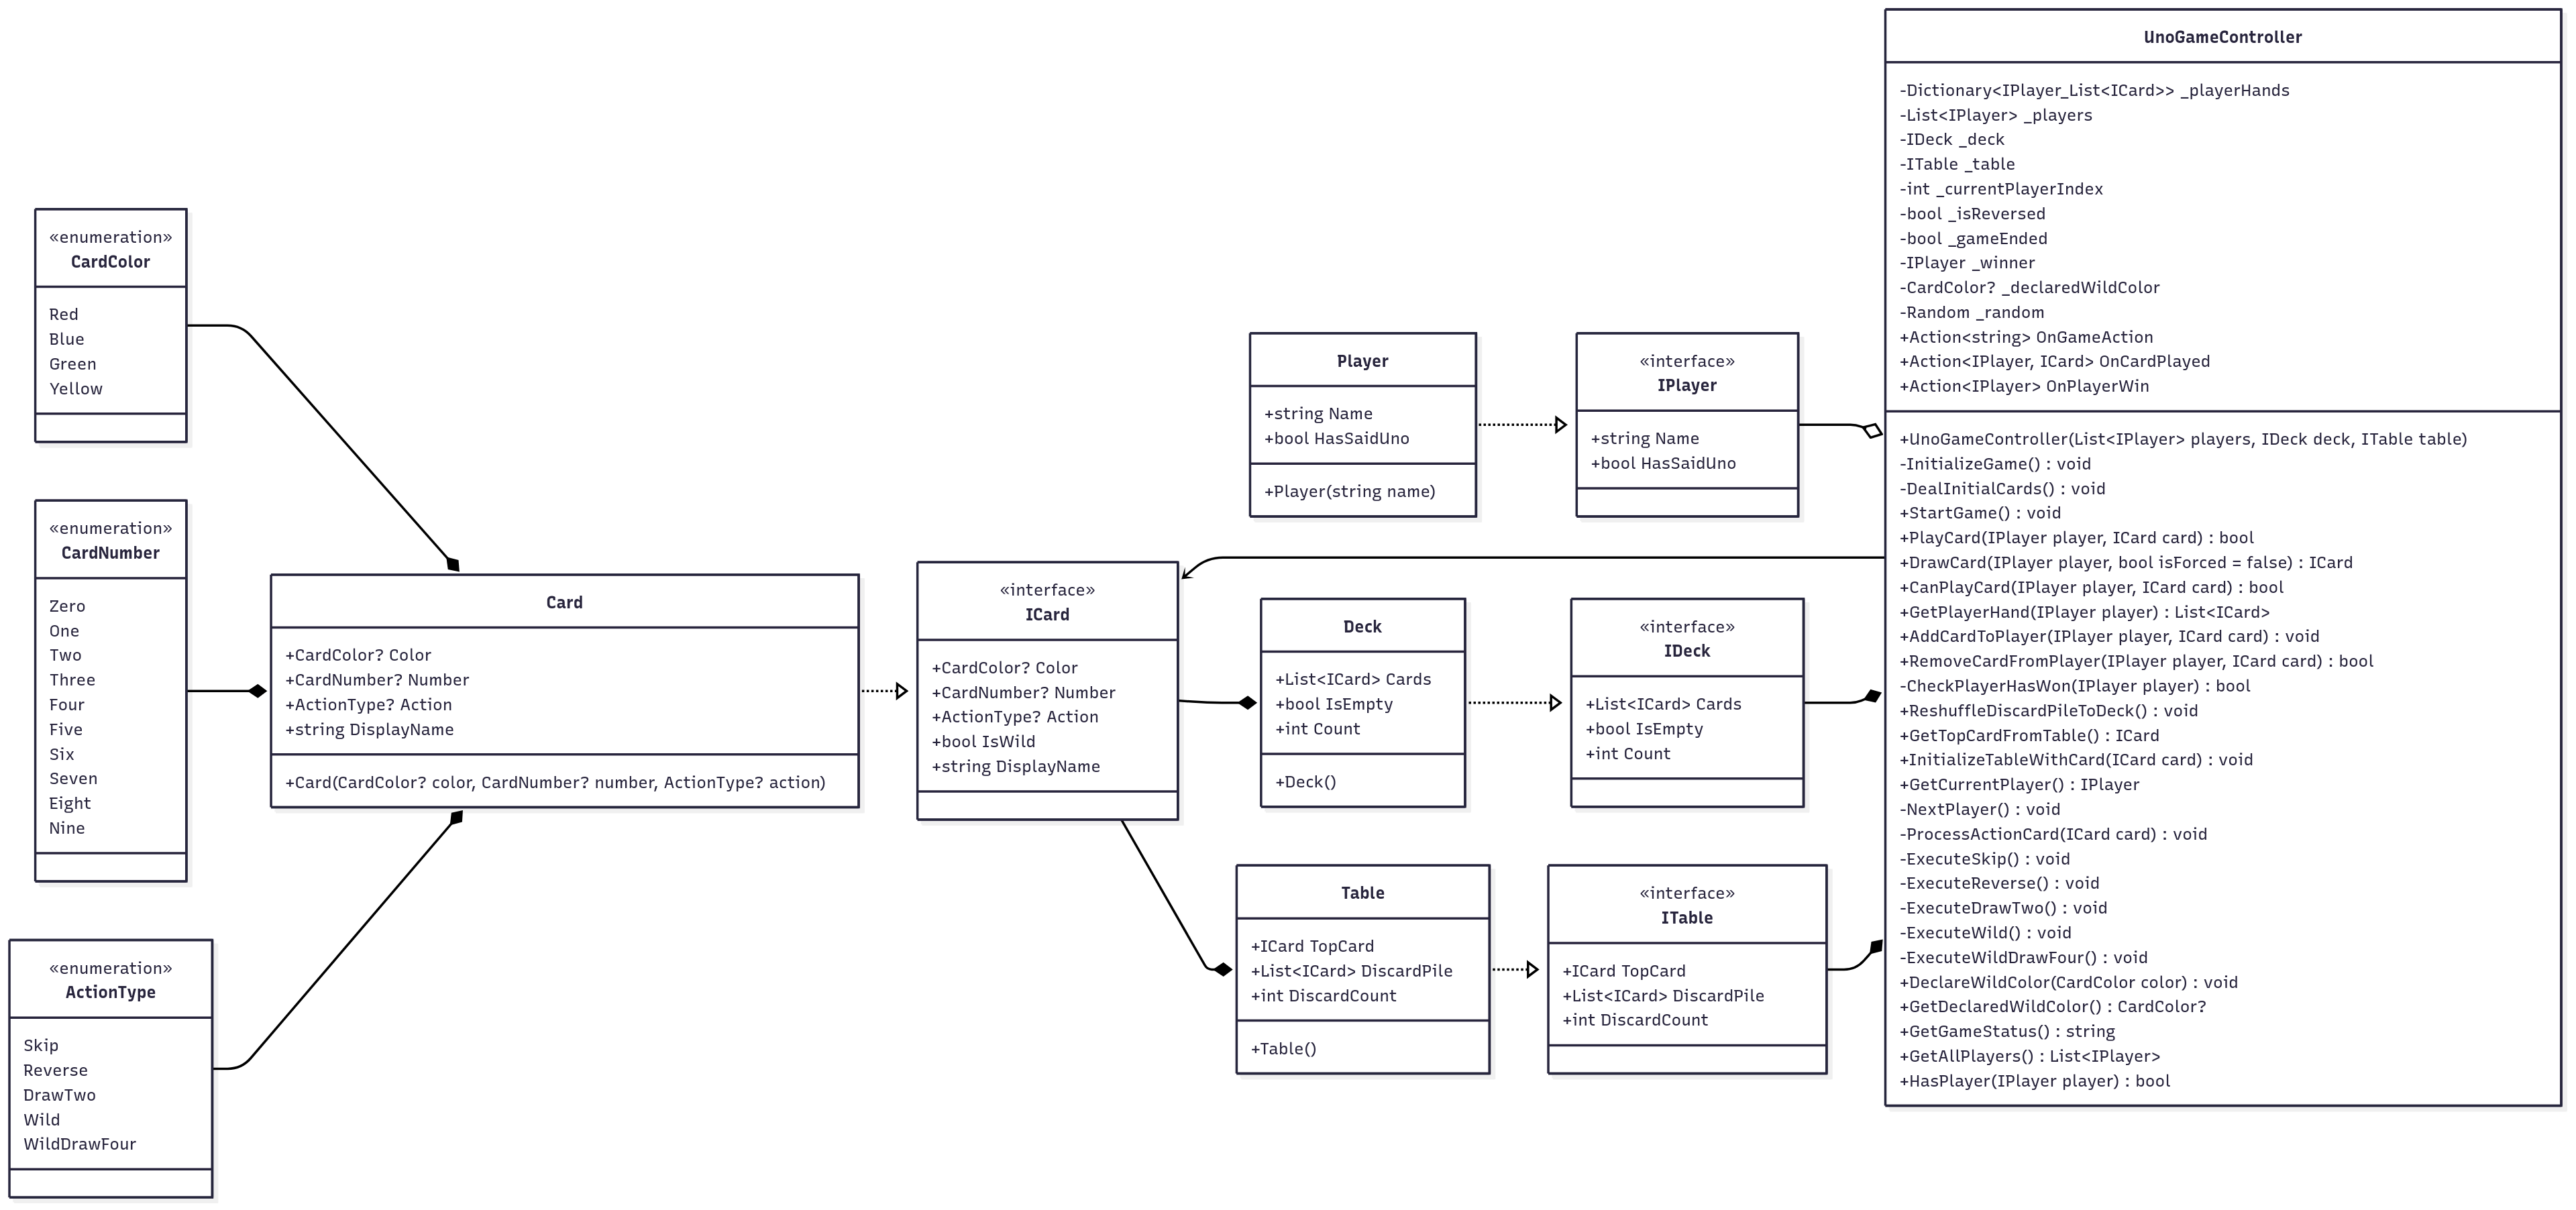 «enumeration»
CardColor
Red
Blue
Green
Yellow
«enumeration»
CardNumber
Zero
One
Two
Three
Four
Five
Six
Seven
Eight
Nine
«enumeration»
ActionType
Skip
Reverse
DrawTwo
Wild
WildDrawFour
Card
+CardColor? Color
+CardNumber? Number
+ActionType? Action
+string DisplayName
+Card(CardColor? color, CardNumber? number, ActionType? action)
«interface»
ICard
+CardColor? Color
+CardNumber? Number
+ActionType? Action
+bool IsWild
+string DisplayName
Player
+string Name
+bool HasSaidUno
+Player(string name)
«interface»
IPlayer
+string Name
+bool HasSaidUno
Deck
+List<ICard> Cards
+bool IsEmpty
+int Count
+Deck()
«interface»
IDeck
+List<ICard> Cards
+bool IsEmpty
+int Count
Table
+ICard TopCard
+List<ICard> DiscardPile
+int DiscardCount
+Table()
«interface»
ITable
+ICard TopCard
+List<ICard> DiscardPile
+int DiscardCount
UnoGameController
-Dictionary<IPlayer_List<ICard>> _playerHands
-List<IPlayer> _players
-IDeck _deck
-ITable _table
-int _currentPlayerIndex
-bool _isReversed
-bool _gameEnded
-IPlayer _winner
-CardColor? _declaredWildColor
-Random _random
+Action<string> OnGameAction
+Action<IPlayer, ICard> OnCardPlayed
+Action<IPlayer> OnPlayerWin
+UnoGameController(List<IPlayer> players, IDeck deck, ITable table)
-InitializeGame() : void
-DealInitialCards() : void
+StartGame() : void
+PlayCard(IPlayer player, ICard card) : bool
+DrawCard(IPlayer player, bool isForced = false) : ICard
+CanPlayCard(IPlayer player, ICard card) : bool
+GetPlayerHand(IPlayer player) : List<ICard>
+AddCardToPlayer(IPlayer player, ICard card) : void
+RemoveCardFromPlayer(IPlayer player, ICard card) : bool
-CheckPlayerHasWon(IPlayer player) : bool
+ReshuffleDiscardPileToDeck() : void
+GetTopCardFromTable() : ICard
+InitializeTableWithCard(ICard card) : void
+GetCurrentPlayer() : IPlayer
-NextPlayer() : void
-ProcessActionCard(ICard card) : void
-ExecuteSkip() : void
-ExecuteReverse() : void
-ExecuteDrawTwo() : void
-ExecuteWild() : void
-ExecuteWildDrawFour() : void
+DeclareWildColor(CardColor color) : void
+GetDeclaredWildColor() : CardColor?
+GetGameStatus() : string
+GetAllPlayers() : List<IPlayer>
+HasPlayer(IPlayer player) : bool